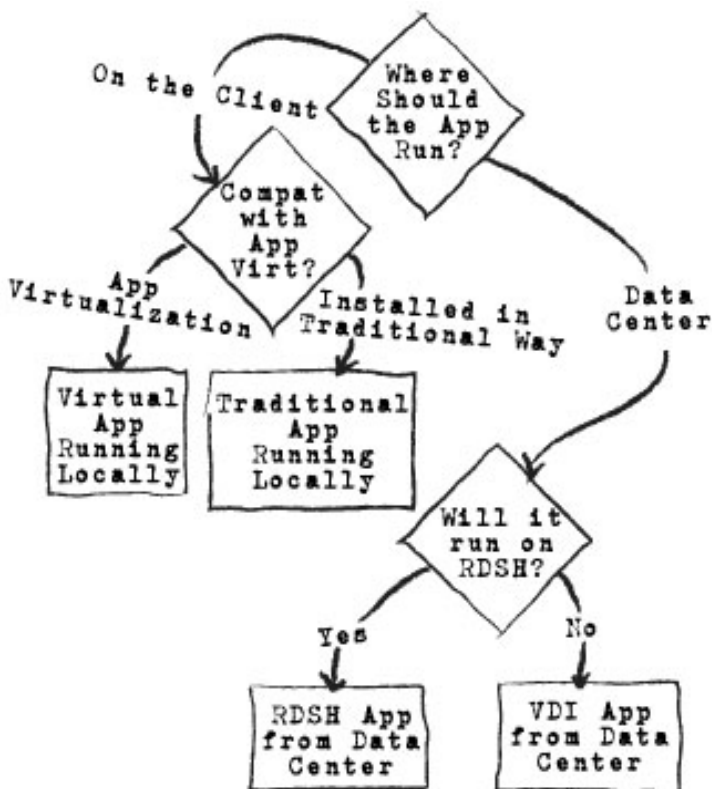 Where
Should
the App
Run?
On the Client
Compat
with
App
Virt?
App
Virtualization
Installed in
Traditional Way
Data
Center
Virtual
App
Running
Locally
Traditional
App
Running
Locally
Will it
run on
RDSH?
Yes
No
RDSH App
from Data
Center
VDI App
from Data
Center